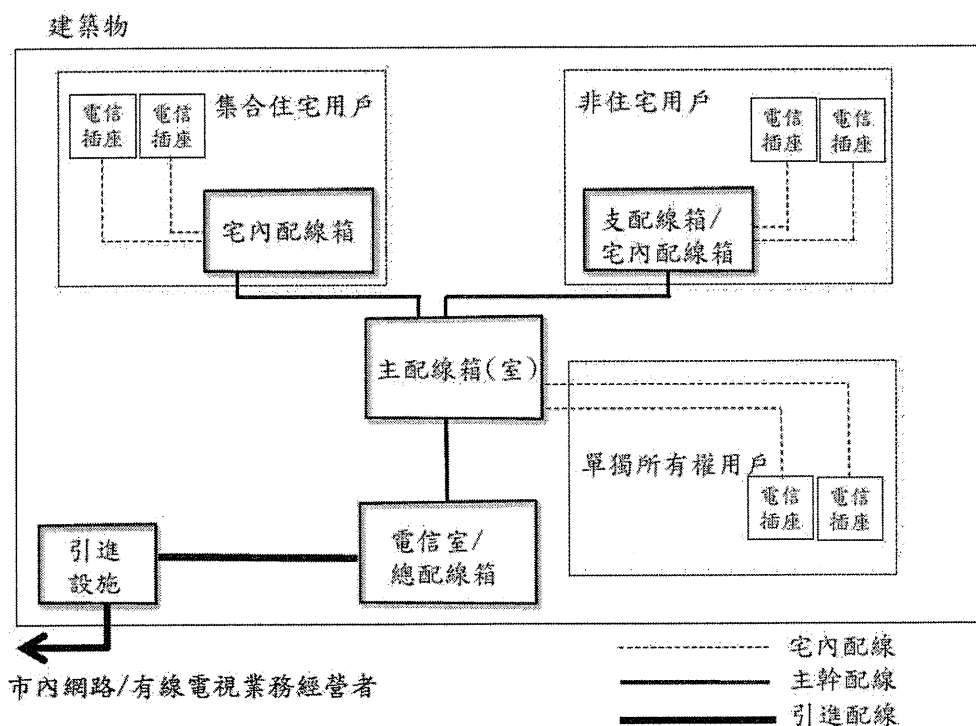 建築物
電信
插座
電信
插座
集合住宅用戶
宅內配線箱
非住宅用戶
電信
插座
電信
插座
支配線箱/
宅內配線箱
主配線箱(室)
單獨所有權用戶
電信
插座
電信
插座
引進
設施
電信室/
總配線箱
市內網路/有線電視業務經營者
宅內配線
主幹配線
引進配線